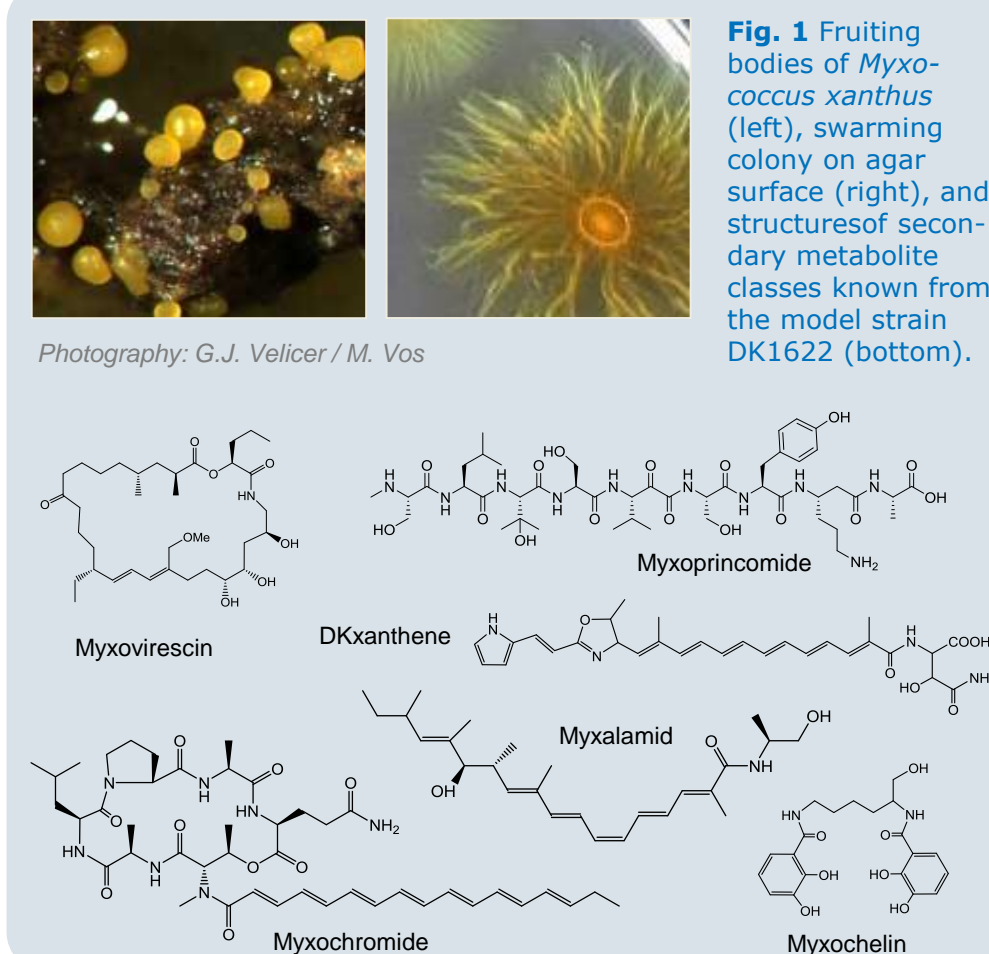 Fig. 1 Fruiting
bodies of Myxo-
coccus xanthus
(left), swarming
colony on agar
surface (right), and
structuresof secon-
dary metabolite
classes known from
the model strain
DK1622 (bottom).
Photography: G.J. Velicer / M. Vos
Myxovirescin
Myxoprincomide
DKxanthene
Myxalamid
Myxochromide
Myxochelin